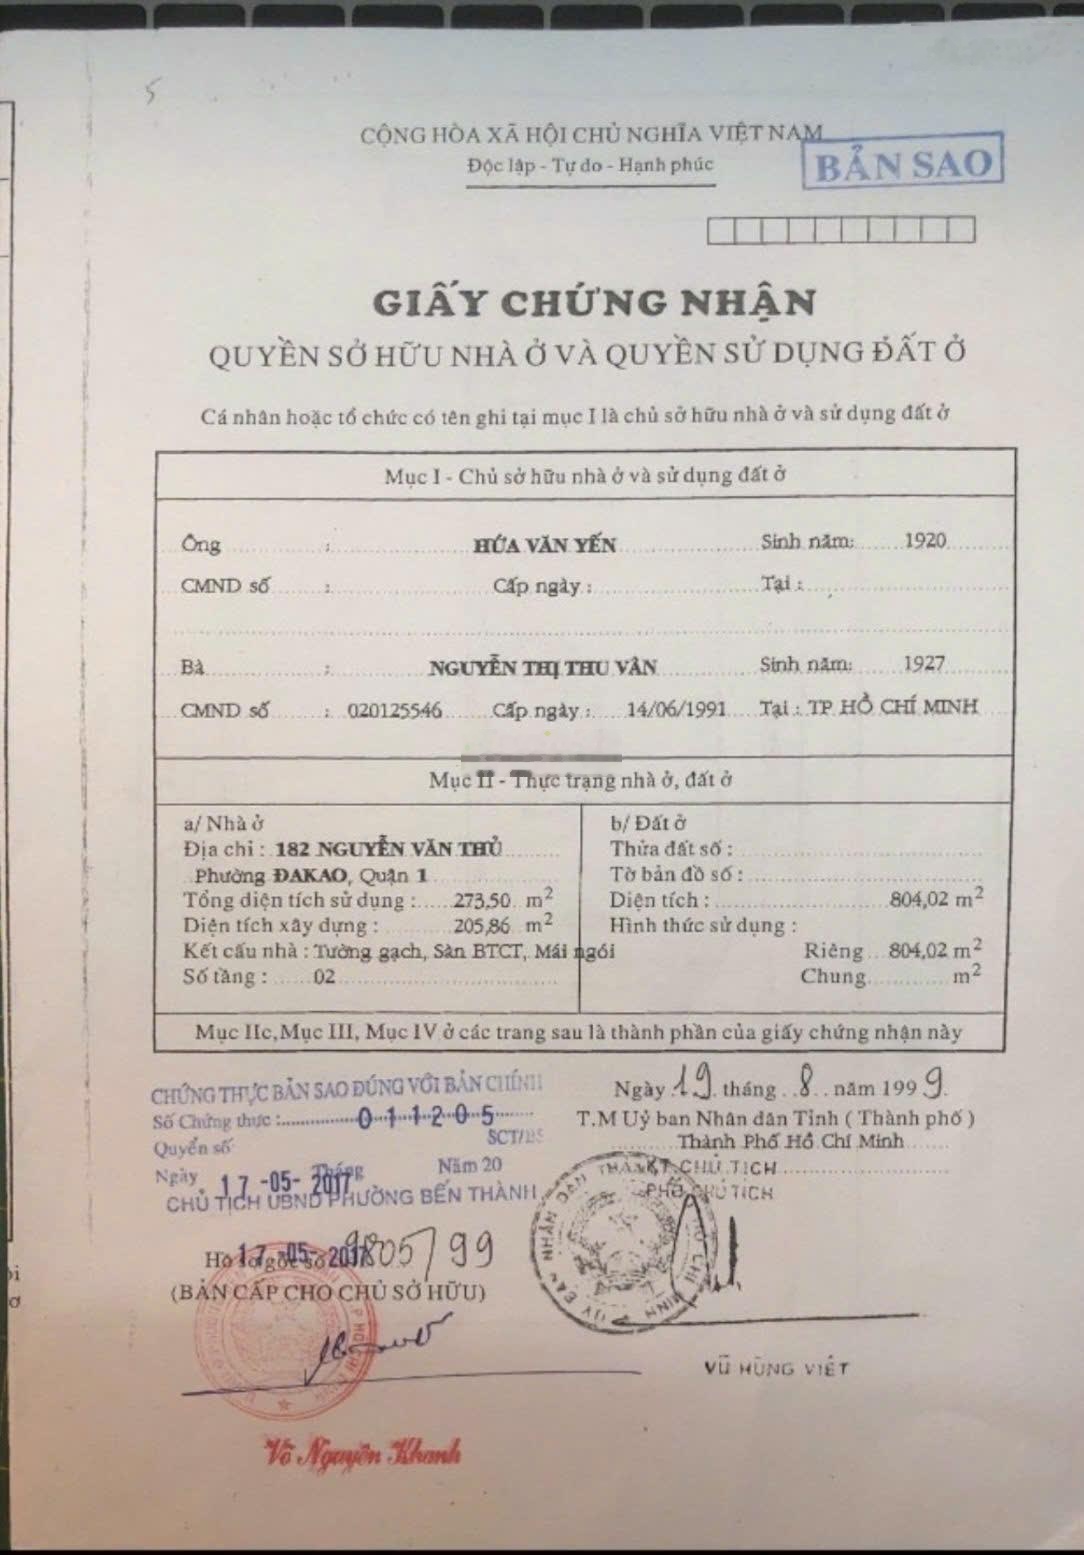 5
CỘNG HÒA XÃ HỘI CHỦ NGHĨA VIỆT NAM
Độc lập - Tự do - Hạnh phúc
BẢN SAO
GIẤY CHỨNG NHẬN
QUYỀN SỞ HỮU NHÀ Ở VÀ QUYỀN SỬ DỤNG ĐẤT Ở
Cá nhân hoặc tổ chức có tên ghi tại mục I là chủ sở hữu nhà ở và sử dụng đất ở
Mục I - Chủ sở hữu nhà ở và sử dụng đất ở
Ông : HỨA VĂN YẾN Sinh năm: 1920
CMND số : Cấp ngày : Tại :
Bà : NGUYỄN THỊ THU VÂN Sinh năm: 1927
CMND số : 020125546 Cấp ngày : 14/06/1991 Tại : TP HỒ CHÍ MINH
Mục II - Thực trạng nhà ở, đất ở
a/ Nhà ở
Địa chỉ : 182 NGUYỄN VĂN THỦ
Phường ĐAKAO, Quận 1
Tổng diện tích sử dụng : 273,50 m²
Diện tích xây dựng : 205,86 m²
Kết cấu nhà : Tường gạch, Sàn BTCT, Mái ngói
Số tầng : 02
b/ Đất ở
Thửa đất số :
Tờ bản đồ số :
Diện tích : 804,02 m²
Hình thức sử dụng :
Riêng 804,02 m²
Chung m²
Mục IIc, Mục III, Mục IV ở các trang sau là thành phần của giấy chứng nhận này
CHỨNG THỰC BẢN SAO ĐÚNG VỚI BẢN CHÍNH
Số Chứng thực : 011205
Quyển số SCT/BS
Ngày 17-05-2017 Tháng Năm 20
CHỦ TỊCH UBND PHƯỜNG BẾN THÀNH
17-05-2017
Hồ sơ gốc số 9805/99
(BẢN CẤP CHO CHỦ SỞ HỮU)
Võ Nguyên Khanh
Ngày 19 tháng 8 năm 1999.
T.M Uỷ ban Nhân dân Tỉnh ( Thành phố )
Thành Phố Hồ Chí Minh
KT. CHỦ TỊCH
PHÓ CHỦ TỊCH
VŨ HÙNG VIỆT